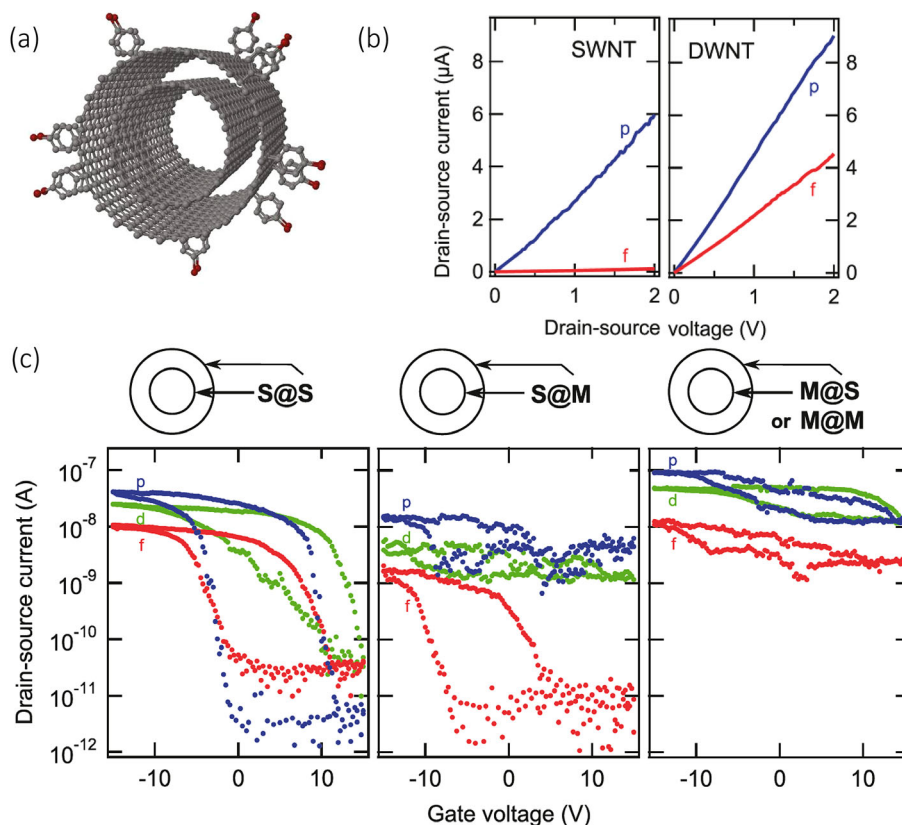 (a)
(b)
SWNT
DWNT
Drain-source current (µA)
8
6
4
2
0
p
f
p
f
8
6
4
2
0
0
1
2
0
1
2
Drain-source voltage (V)
(c)
S@S
S@M
M@S
or M@M
Drain-source current (A)
10⁻⁷
10⁻⁸
10⁻⁹
10⁻¹⁰
10⁻¹¹
10⁻¹²
p
d
f
p
d
f
p
d
f
-10
0
10
-10
0
10
-10
0
10
Gate voltage (V)